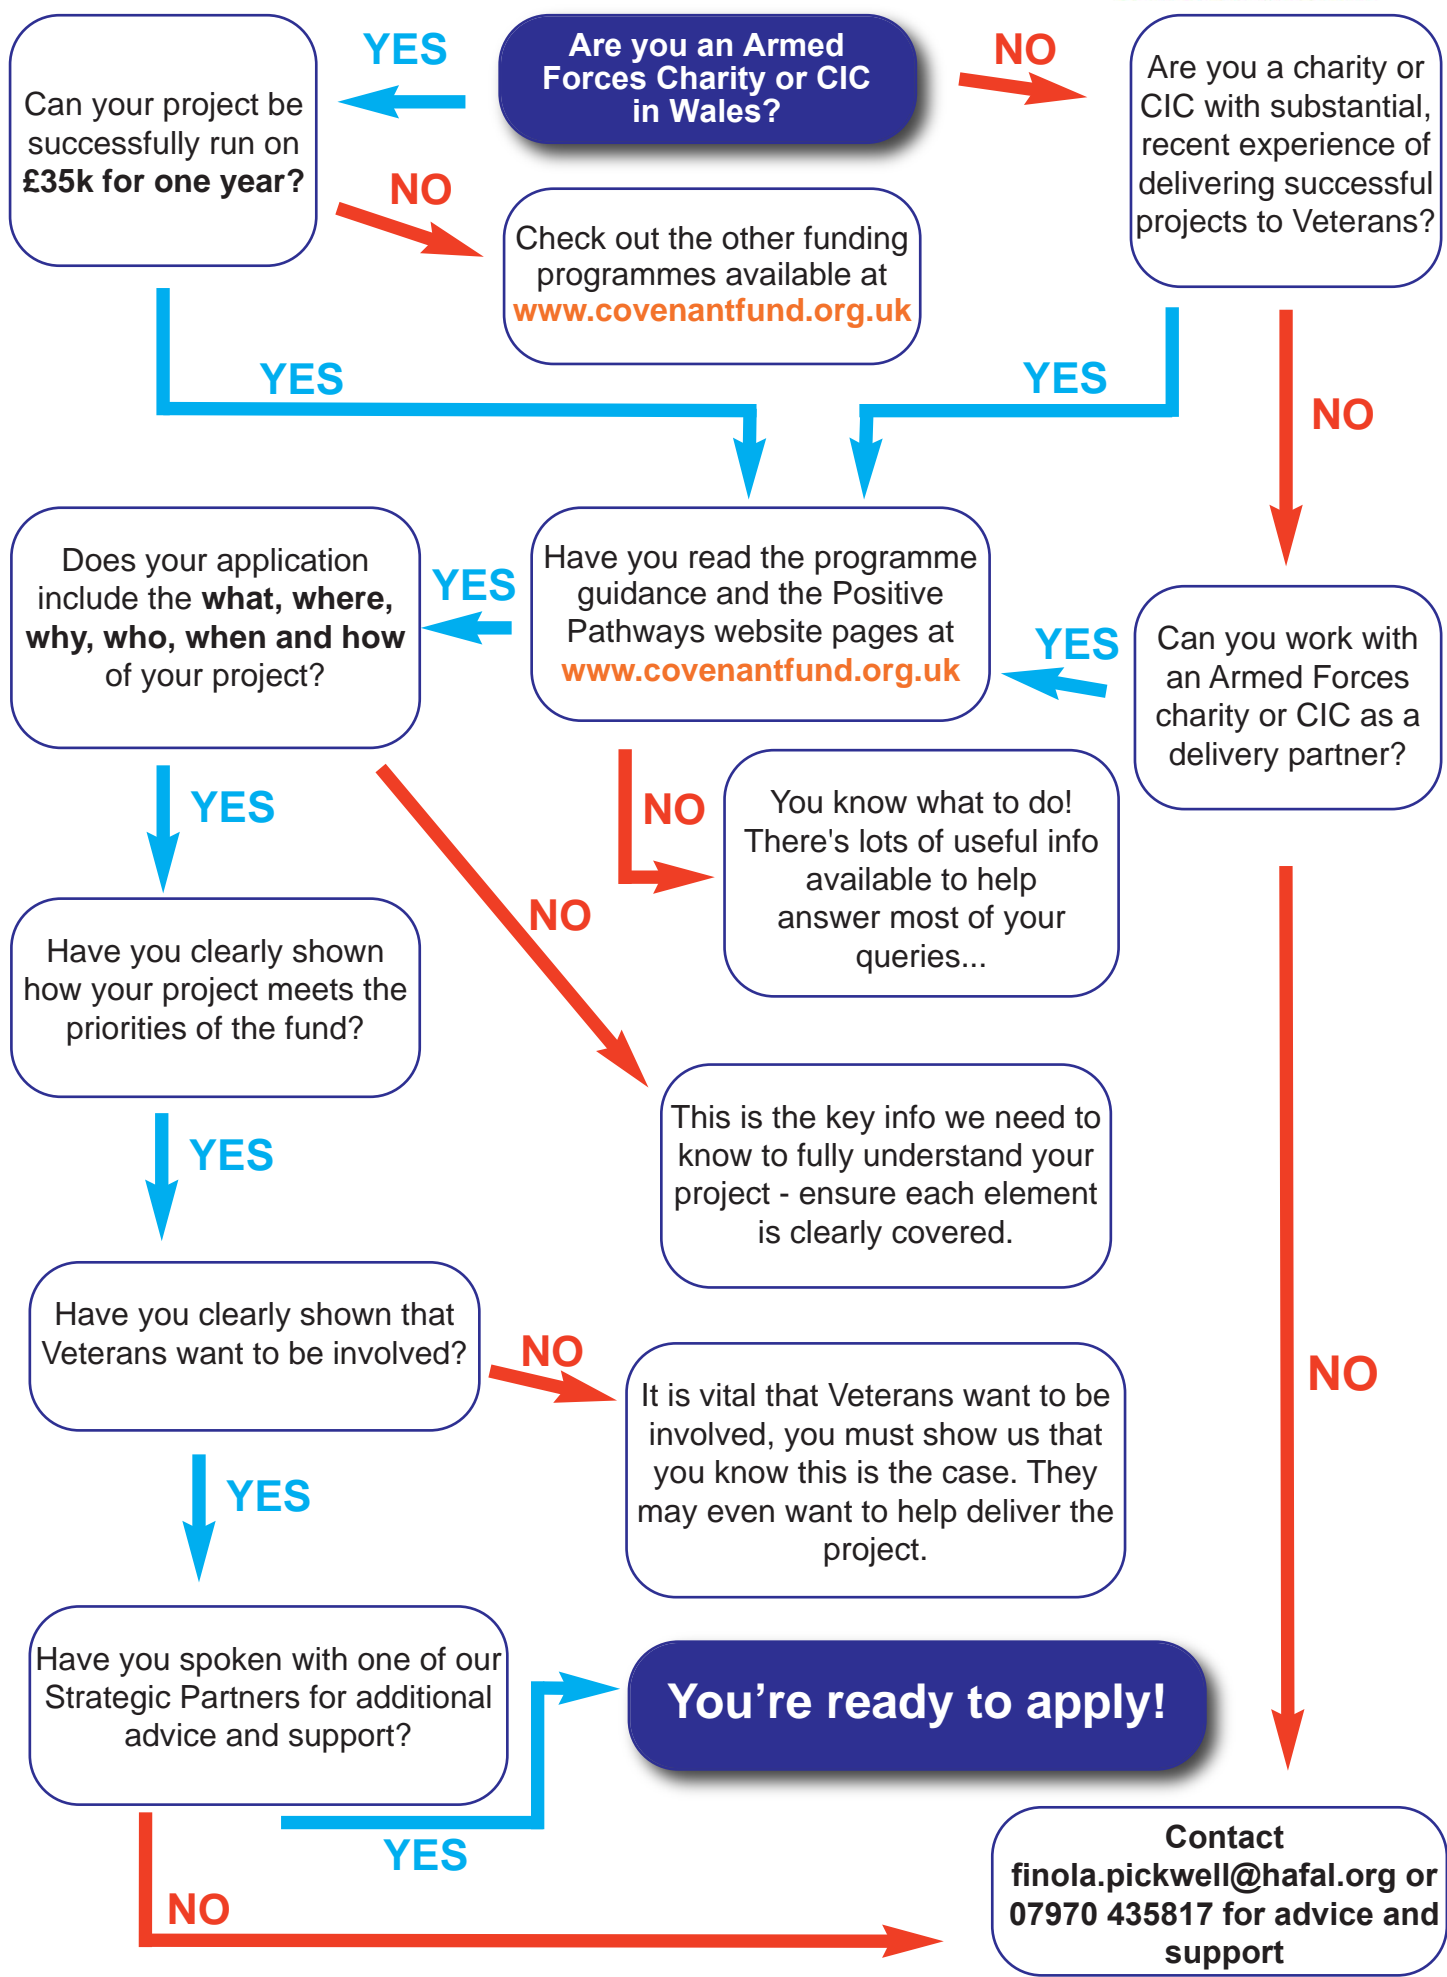 Are you an Armed
Forces Charity or CIC
in Wales?
YES
NO
Can your project be
successfully run on
£35k for one year?
Are you a charity or
CIC with substantial,
recent experience of
delivering successful
projects to Veterans?
NO
Check out the other funding
programmes available at
www.covenantfund.org.uk
YES
YES
NO
Does your application
include the what, where,
why, who, when and how
of your project?
YES
Have you read the programme
guidance and the Positive
Pathways website pages at
www.covenantfund.org.uk
YES
Can you work with
an Armed Forces
charity or CIC as a
delivery partner?
YES
NO
You know what to do!
There's lots of useful info
available to help
answer most of your
queries...
NO
Have you clearly shown
how your project meets the
priorities of the fund?
This is the key info we need to
know to fully understand your
project - ensure each element
is clearly covered.
YES
Have you clearly shown that
Veterans want to be involved?
NO
It is vital that Veterans want to be
involved, you must show us that
you know this is the case. They
may even want to help deliver the
project.
NO
YES
Have you spoken with one of our
Strategic Partners for additional
advice and support?
You're ready to apply!
YES
NO
Contact
finola.pickwell@hafal.org or
07970 435817 for advice and
support